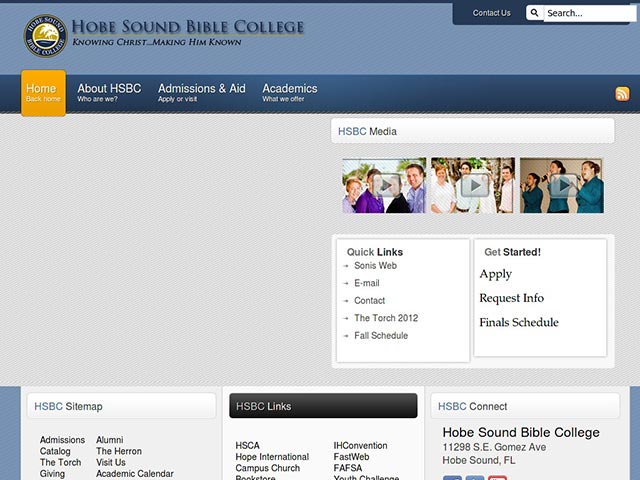 Contact Us
Search...
HOBE SOUND BIBLE COLLEGE
HOBE SOUND BIBLE COLLEGE
KNOWING CHRIST...MAKING HIM KNOWN
Home
Back home
About HSBC
Who are we?
Admissions & Aid
Apply or visit
Academics
What we offer
HSBC Media
Quick Links
Sonis Web
E-mail
Contact
The Torch 2012
Fall Schedule
Get Started!
Apply
Request Info
Finals Schedule
HSBC Sitemap
Admissions
Catalog
The Torch
Giving
Alumni
The Herron
Visit Us
Academic Calendar
HSBC Links
HSCA
Hope International
Campus Church
Bookstore
IHConvention
FastWeb
FAFSA
Youth Challenge
HSBC Connect
Hobe Sound Bible College
11298 S.E. Gomez Ave
Hobe Sound, FL